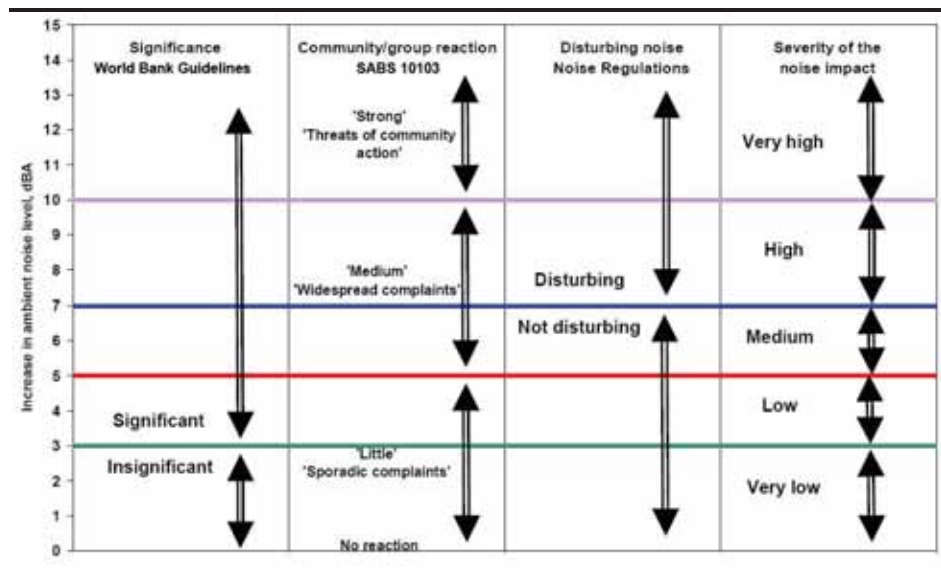 15
14
13
12
11
10
9
8
7
6
5
4
3
2
1
0
Increase in ambient noise level, dBA
Significance
World Bank Guidelines
Significant
Insignificant
Community/group reaction
SABS 10103
'Strong'
'Threats of community
action'
'Medium'
'Widespread complaints'
'Little'
'Sporadic complaints'
No reaction
Disturbing noise
Noise Regulations
Disturbing
Not disturbing
Severity of the
noise impact
Very high
High
Medium
Low
Very low